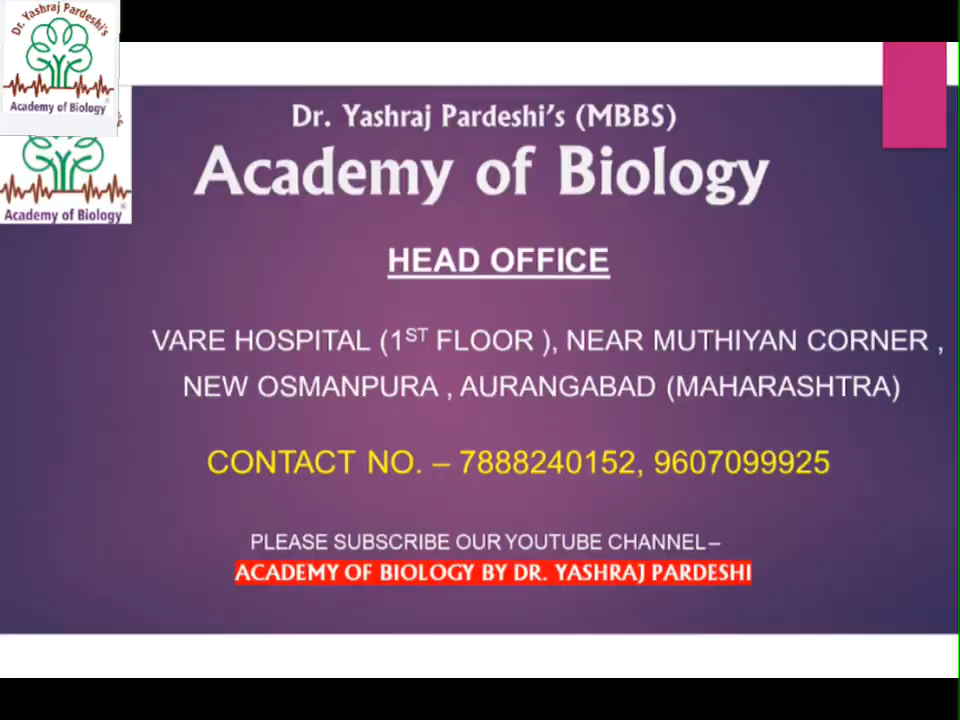 Dr. Yashraj Pardeshi's
Academy of Biology
Academy of Biology
Dr. Yashraj Pardeshi's (MBBS)
Academy of Biology
HEAD OFFICE
VARE HOSPITAL (1ST FLOOR ), NEAR MUTHIYAN CORNER ,
NEW OSMANPURA , AURANGABAD (MAHARASHTRA)
CONTACT NO. – 7888240152, 9607099925
PLEASE SUBSCRIBE OUR YOUTUBE CHANNEL –
ACADEMY OF BIOLOGY BY DR. YASHRAJ PARDESHI